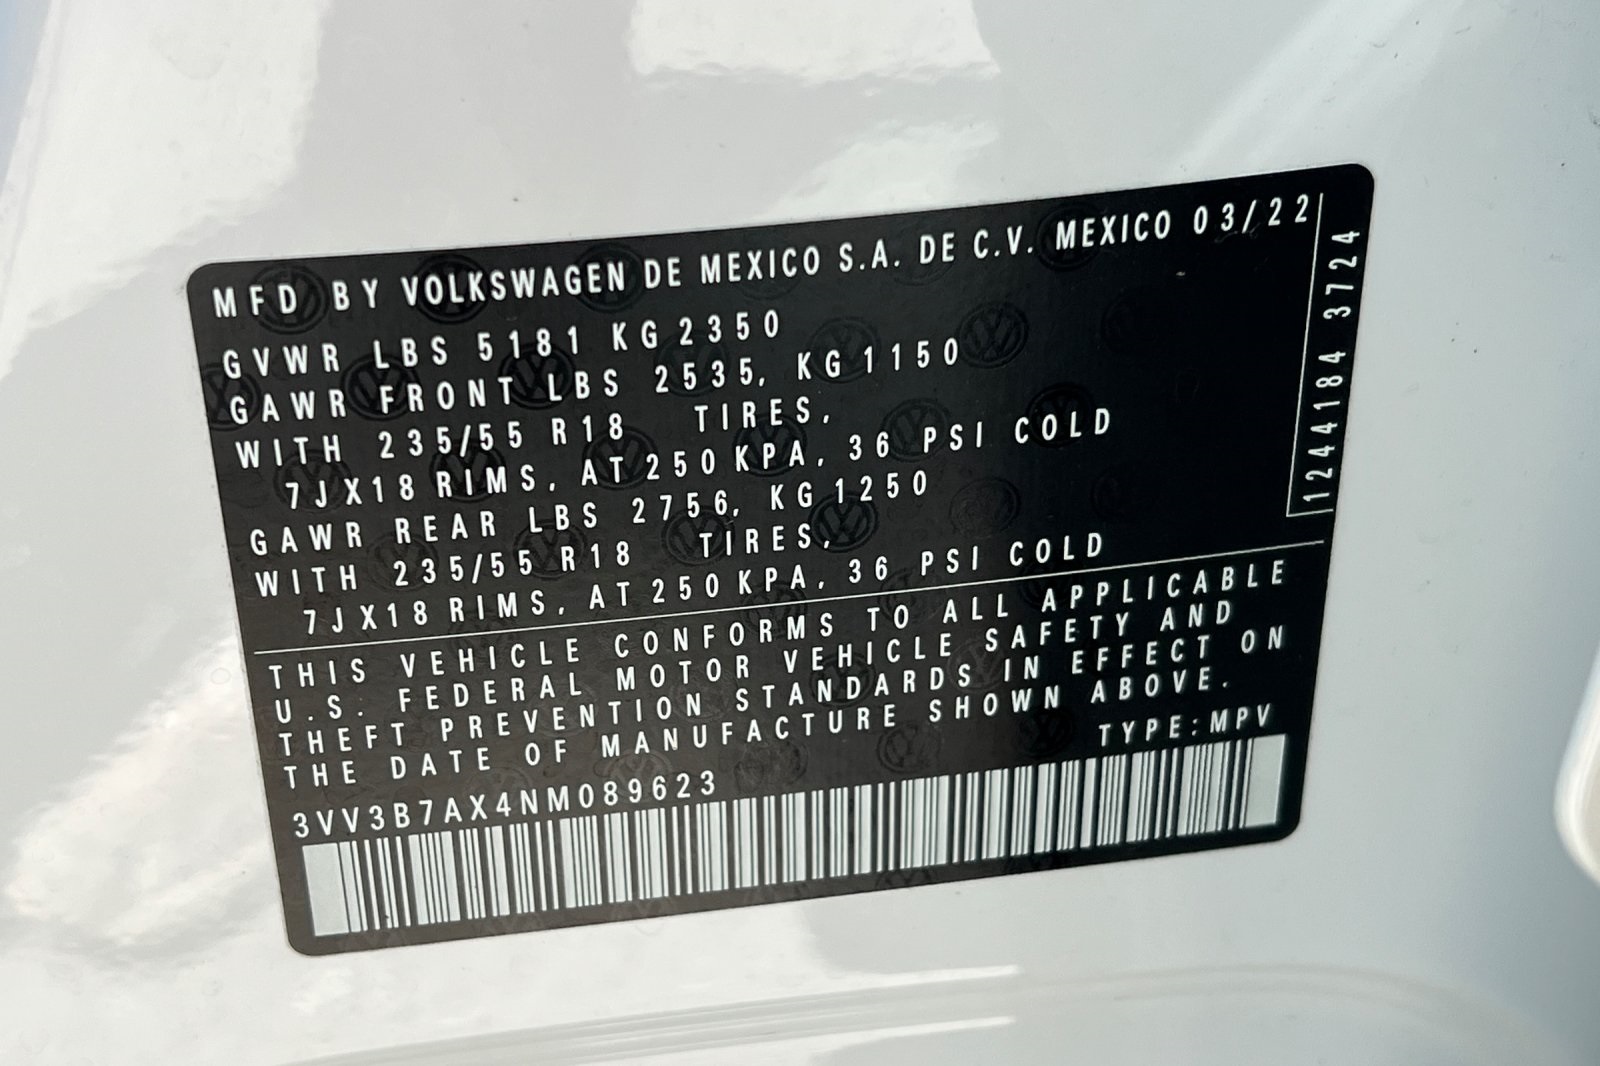 MFD BY VOLKSWAGEN DE MEXICO S.A. DE C.V. MEXICO 03/22
GVWR LBS 5181 KG 2350
GAWR FRONT LBS 2535, KG 1150
WITH 235/55 R18 TIRES,
7JX18 RIMS, AT 250 KPA, 36 PSI COLD
GAWR REAR LBS 2756, KG 1250
WITH 235/55 R18 TIRES,
7JX18 RIMS, AT 250 KPA, 36 PSI COLD
1244184 3724
THIS VEHICLE CONFORMS TO ALL APPLICABLE
U.S. FEDERAL MOTOR VEHICLE SAFETY AND
THEFT PREVENTION STANDARDS IN EFFECT ON
THE DATE OF MANUFACTURE SHOWN ABOVE.
TYPE:MPV
3VV3B7AX4NM089623